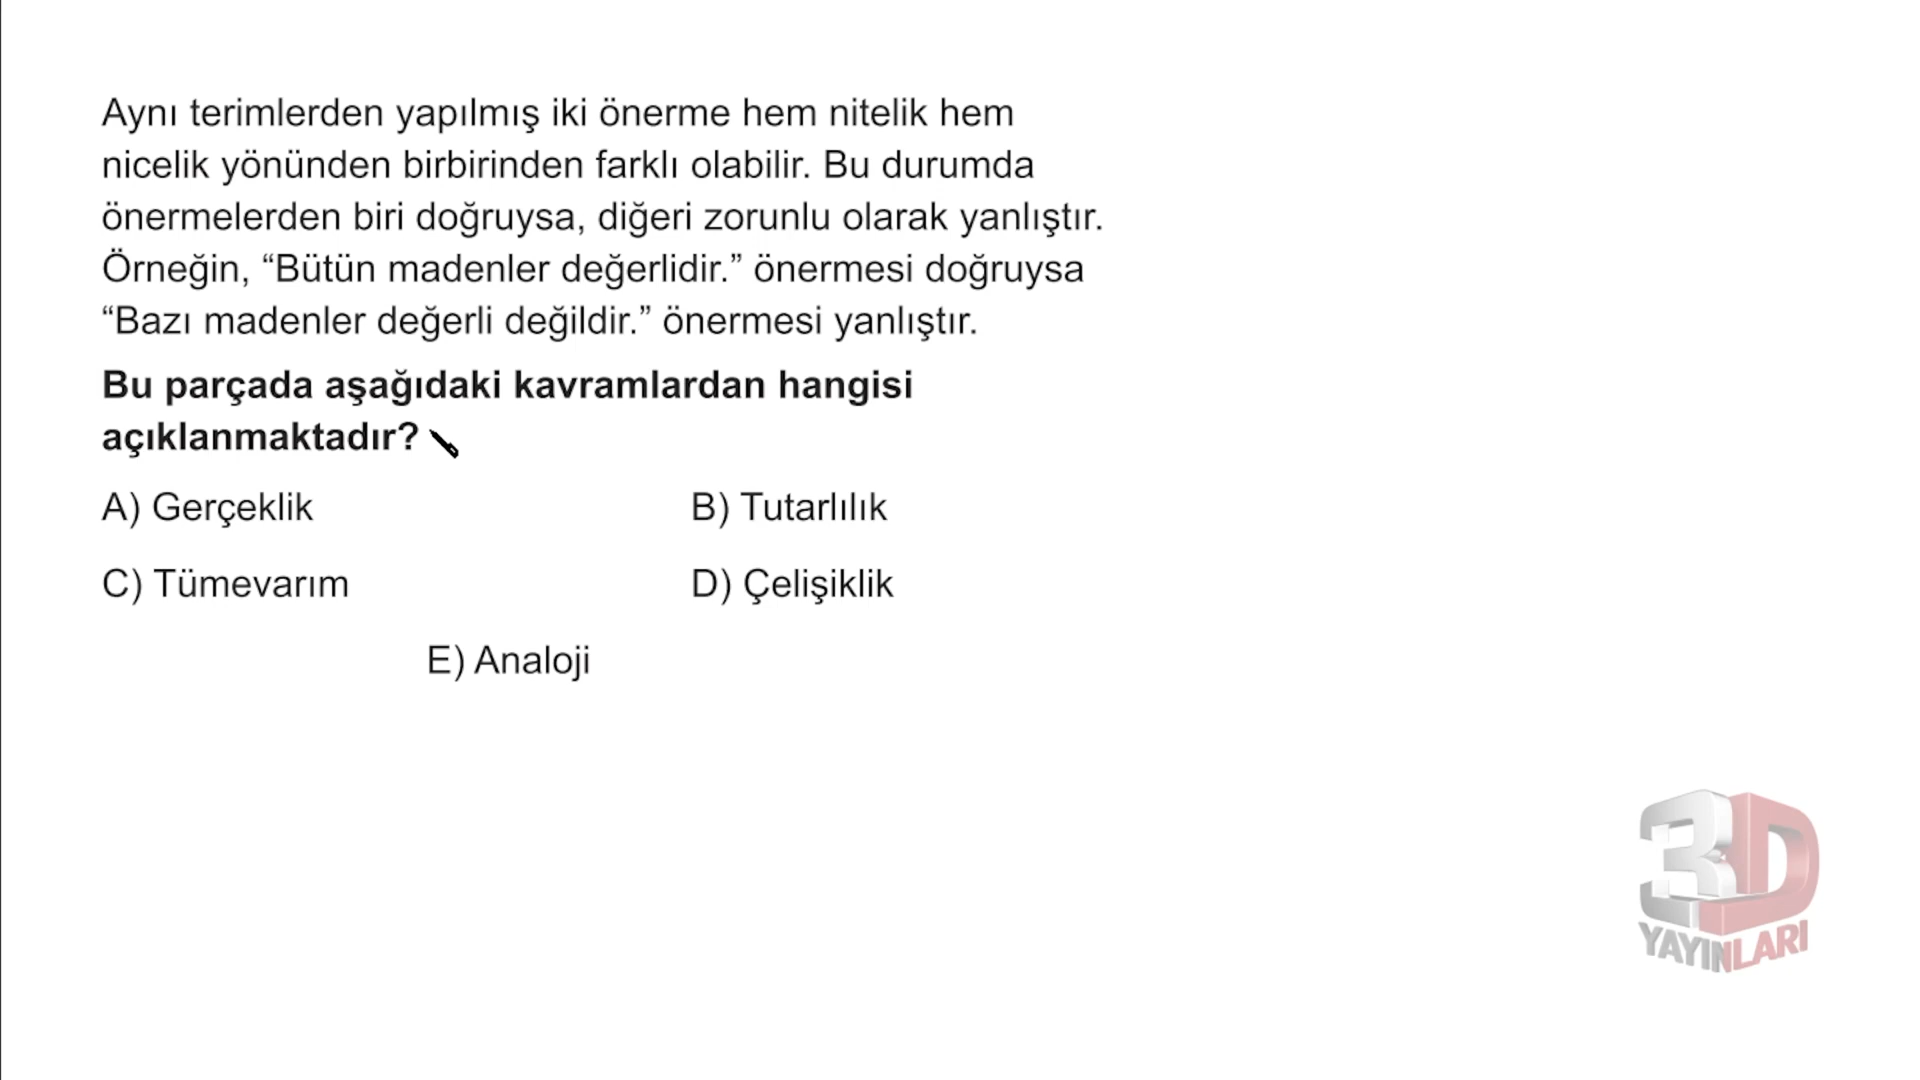 Aynı terimlerden yapılmış iki önerme hem nitelik hem
nicelik yönünden birbirinden farklı olabilir. Bu durumda
önermelerden biri doğruysa, diğeri zorunlu olarak yanlıştır.
Örneğin, “Bütün madenler değerlidir.” önermesi doğruysa
“Bazı madenler değerli değildir.” önermesi yanlıştır.
Bu parçada aşağıdaki kavramlardan hangisi
açıklanmaktadır?
A) Gerçeklik
B) Tutarlılık
C) Tümevarım
D) Çelişiklik
E) Analoji
3D
YAYINLARI